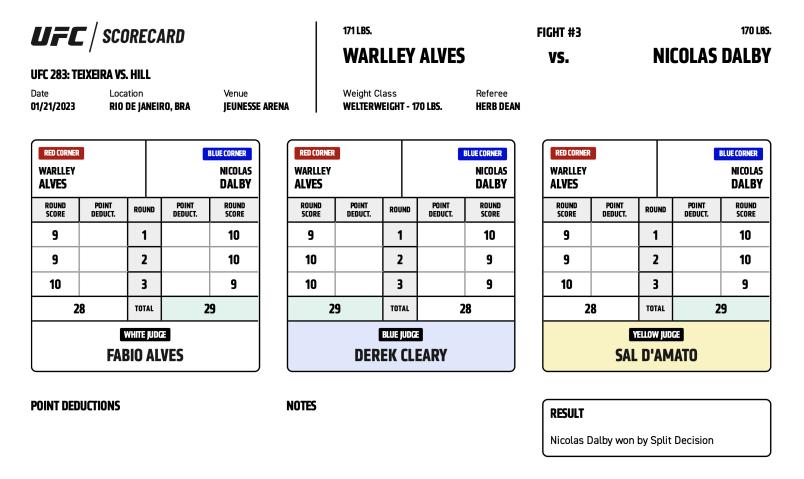 UFC / SCORECARD
UFC 283: TEIXEIRA VS. HILL
Date Location Venue
01/21/2023 RIO DE JANEIRO, BRA JEUNESSE ARENA
171 LBS. FIGHT #3 170 LBS.
WARLLEY ALVES VS. NICOLAS DALBY
Weight Class Referee
WELTERWEIGHT - 170 LBS. HERB DEAN
RED CORNER BLUE CORNER
WARLLEY NICOLAS
ALVES DALBY
ROUND POINT ROUND POINT ROUND
SCORE DEDUCT. DEDUCT. SCORE
9 1 10
9 2 10
10 3 9
28 TOTAL 29
WHITE JUDGE
FABIO ALVES
RED CORNER BLUE CORNER
WARLLEY NICOLAS
ALVES DALBY
ROUND POINT ROUND POINT ROUND
SCORE DEDUCT. DEDUCT. SCORE
9 1 10
10 2 9
10 3 9
29 TOTAL 28
BLUE JUDGE
DEREK CLEARY
RED CORNER BLUE CORNER
WARLLEY NICOLAS
ALVES DALBY
ROUND POINT ROUND POINT ROUND
SCORE DEDUCT. DEDUCT. SCORE
9 1 10
9 2 10
10 3 9
28 TOTAL 29
YELLOW JUDGE
SAL D'AMATO
POINT DEDUCTIONS
NOTES
RESULT
Nicolas Dalby won by Split Decision